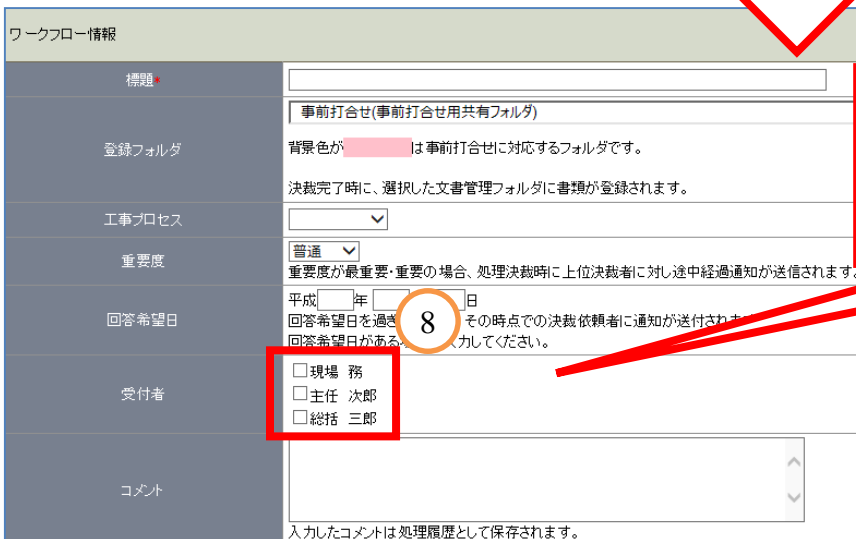 ワークフロー情報
標題*
登録フォルダ
事前打合せ(事前打合せ用共有フォルダ)
背景色が は事前打合せに対応するフォルダです。
決裁完了時に、選択した文書管理フォルダに書類が登録されます。
工事プロセス
重要度
普通
重要度が最重要・重要の場合、処理決裁時に上位決裁者に対し途中経過通知が送信されます。
回答希望日
平成 年 日
回答希望日を過ぎ その時点での決裁依頼者に通知が送付され
回答希望日がある 力してください。
8
受付者
現場 務
主任 次郎
総括 三郎
コメント
入力したコメントは処理履歴として保存されます。